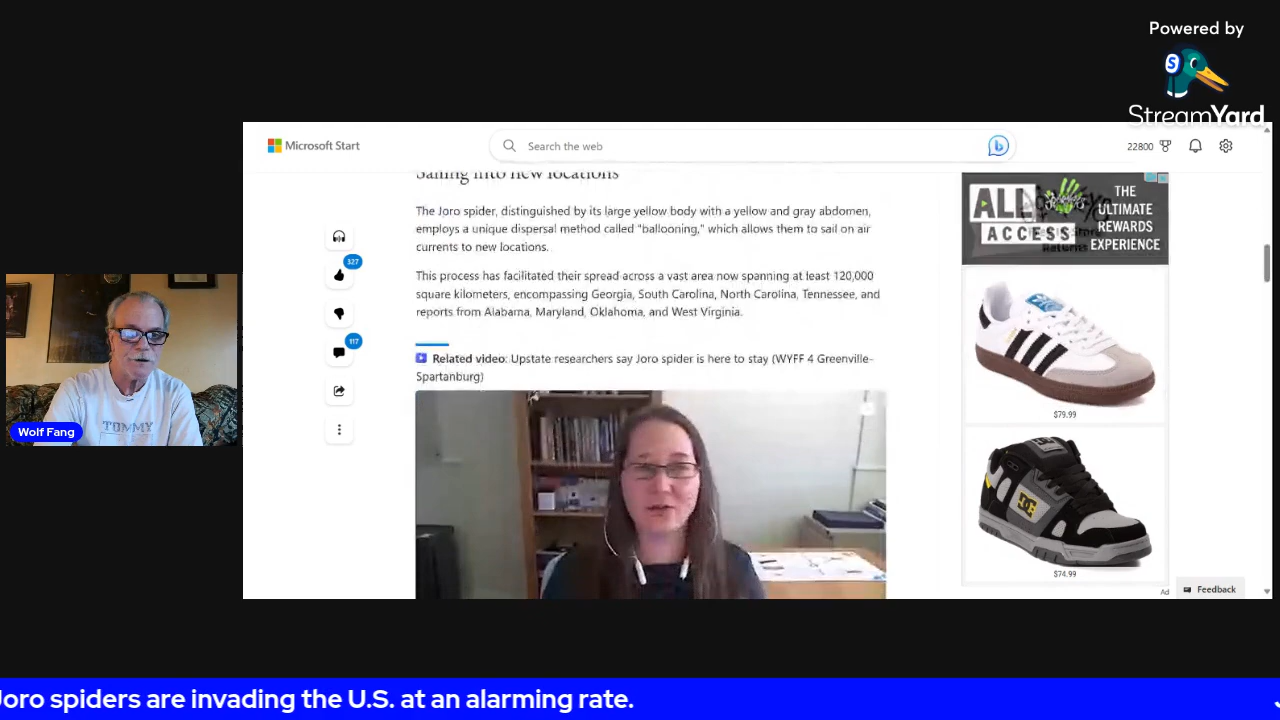 Powered by
StreamYard
Microsoft Start
Search the web
22800
Sailing into new locations
The Joro spider, distinguished by its large yellow body with a yellow and gray abdomen,
employs a unique dispersal method called "ballooning," which allows them to sail on air
currents to new locations.
This process has facilitated their spread across a vast area now spanning at least 120,000
square kilometers, encompassing Georgia, South Carolina, North Carolina, Tennessee, and
reports from Alabama, Maryland, Oklahoma, and West Virginia.
Related video: Upstate researchers say Joro spider is here to stay (WYFF 4 Greenville-
Spartanburg)
327
117
ALL
ACCESS
THE
ULTIMATE
REWARDS
EXPERIENCE
$79.99
DC
$74.99
Ad
Feedback
TOMMY
Wolf Fang
Joro spiders are invading the U.S. at an alarming rate.